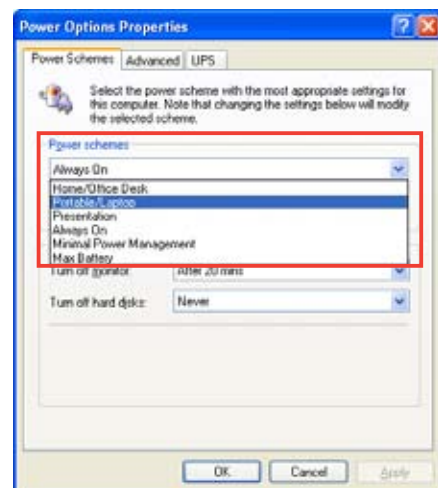 Power Options Properties
Power Schemes Advanced UPS
Select the power scheme with the most appropriate settings for
this computer. Note that changing the settings below will modify
the selected scheme.
Power schemes
Always On
Home/Office Desk
Portable/Laptop
Presentation
Always On
Minimal Power Management
Max Battery
Turn off monitor: After 20 mins
Turn off hard disks: Never
OK Cancel Apply